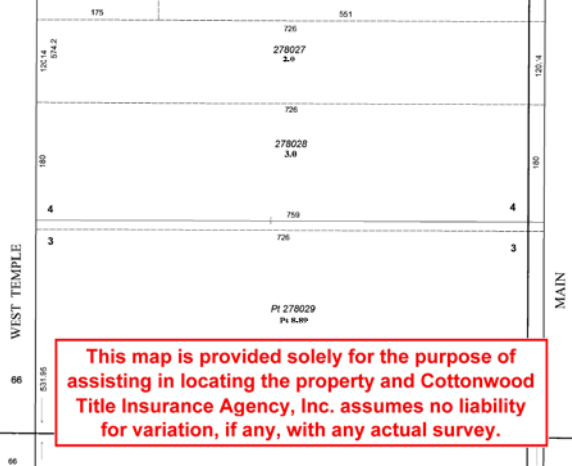 175 551
726
278027
2.0
120.14
574.2
120.14
726
278028
3.0
180
180
4 4
759
3 726 3
WEST TEMPLE
MAIN
Pt 278029
Pt 8.89
This map is provided solely for the purpose of
assisting in locating the property and Cottonwood
Title Insurance Agency, Inc. assumes no liability
for variation, if any, with any actual survey.
66
531.95
66